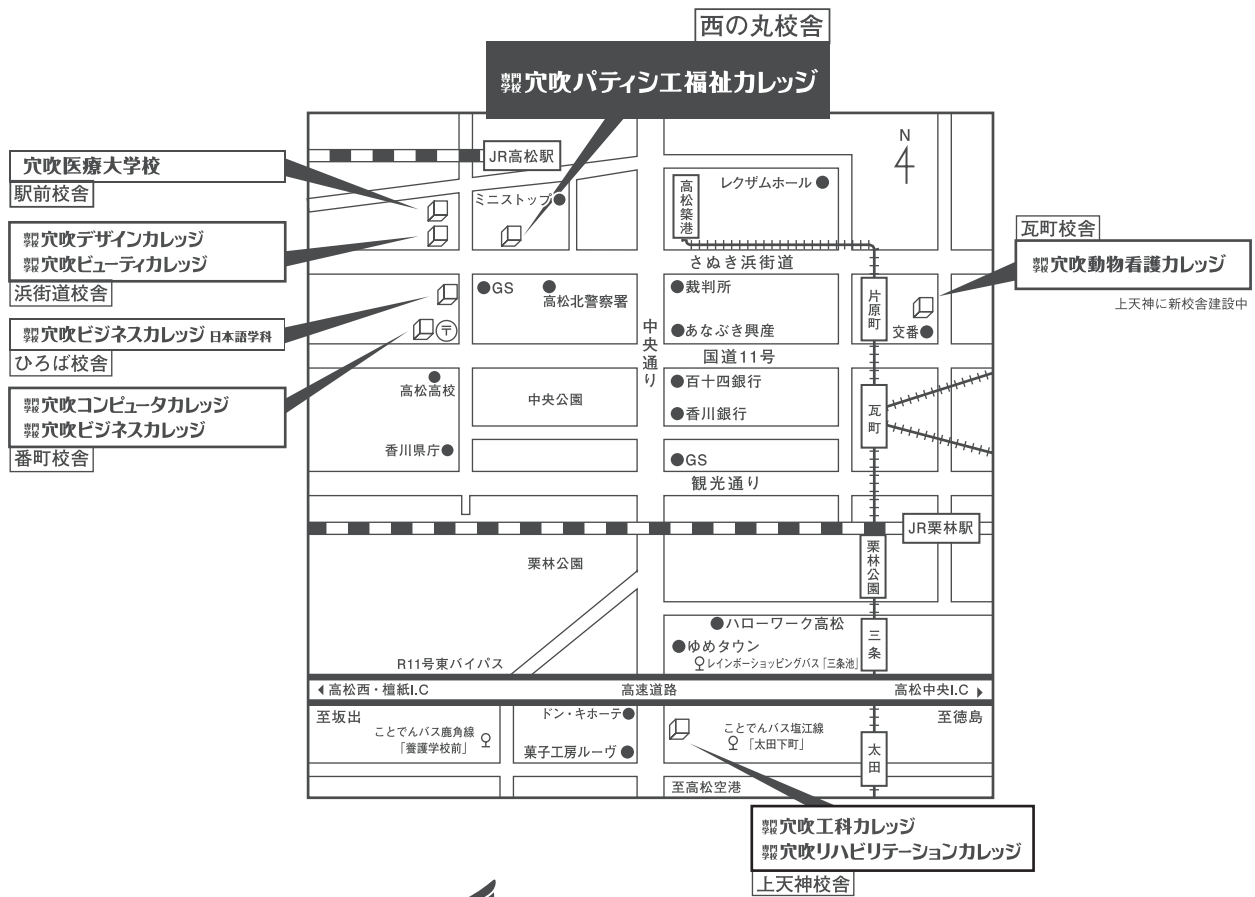 西の丸校舎
専門学校 穴吹パティシエ福祉カレッジ
穴吹医療大学校
駅前校舎
専門学校 穴吹デザインカレッジ
専門学校 穴吹ビューティカレッジ
浜街道校舎
専門学校 穴吹ビジネスカレッジ 日本語学科
ひろば校舎
専門学校 穴吹コンピュータカレッジ
専門学校 穴吹ビジネスカレッジ
番町校舎
瓦町校舎
専門学校 穴吹動物看護カレッジ
上天神に新校舎建設中
JR高松駅
N
ミニストップ
高松築港
レクザムホール
さぬき浜街道
GS
高松北警察署
裁判所
片原町
交番
〒
中央通り
あなぶき興産
国道11号
高松高校
中央公園
百十四銀行
香川銀行
瓦町
香川県庁
GS
観光通り
JR栗林駅
栗林公園
栗林公園
ハローワーク高松
ゆめタウン
レインボーショッピングバス「三条池」
三条
R11号東バイパス
高松西・檀紙I.C
高速道路
高松中央I.C
至坂出
ドン・キホーテ
至徳島
ことでんバス鹿角線
「養護学校前」
菓子工房ルーヴ
ことでんバス塩江線
「太田下町」
太田
至高松空港
専門学校 穴吹工科カレッジ
専門学校 穴吹リハビリテーションカレッジ
上天神校舎